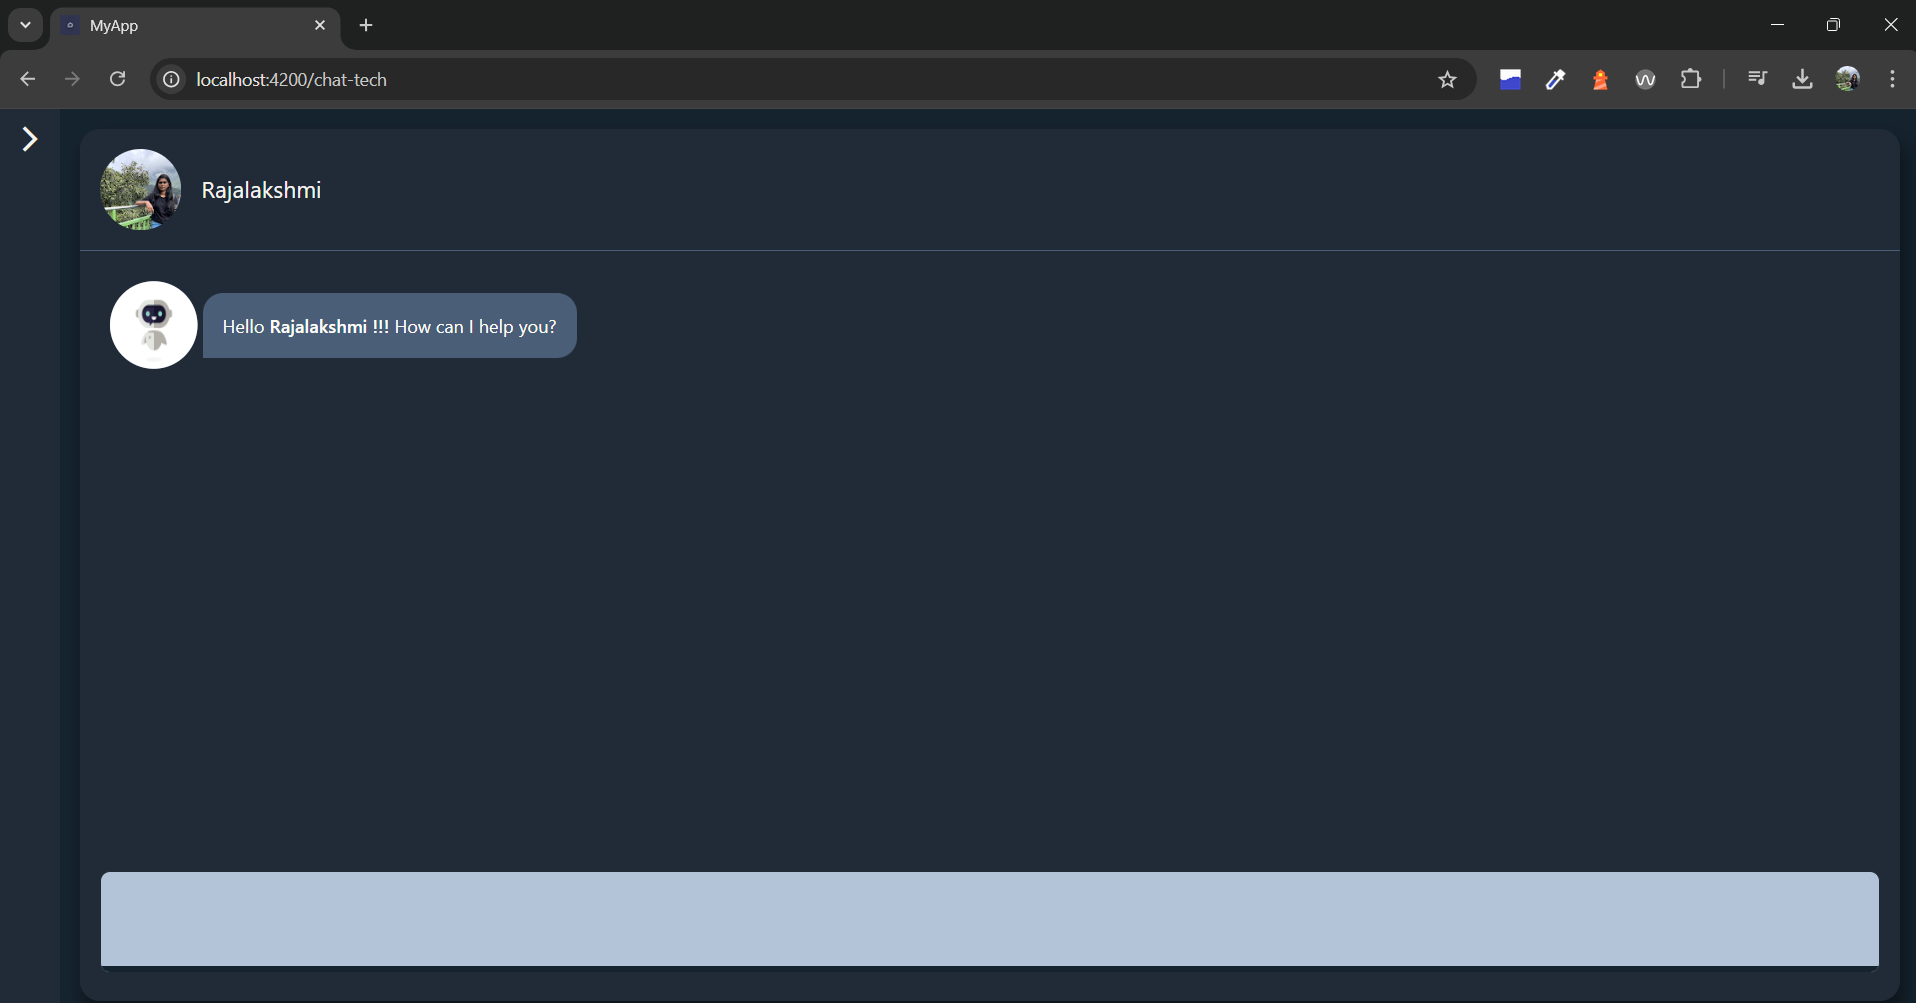 MyApp
localhost:4200/chat-tech
Rajalakshmi
Hello Rajalakshmi !!! How can I help you?